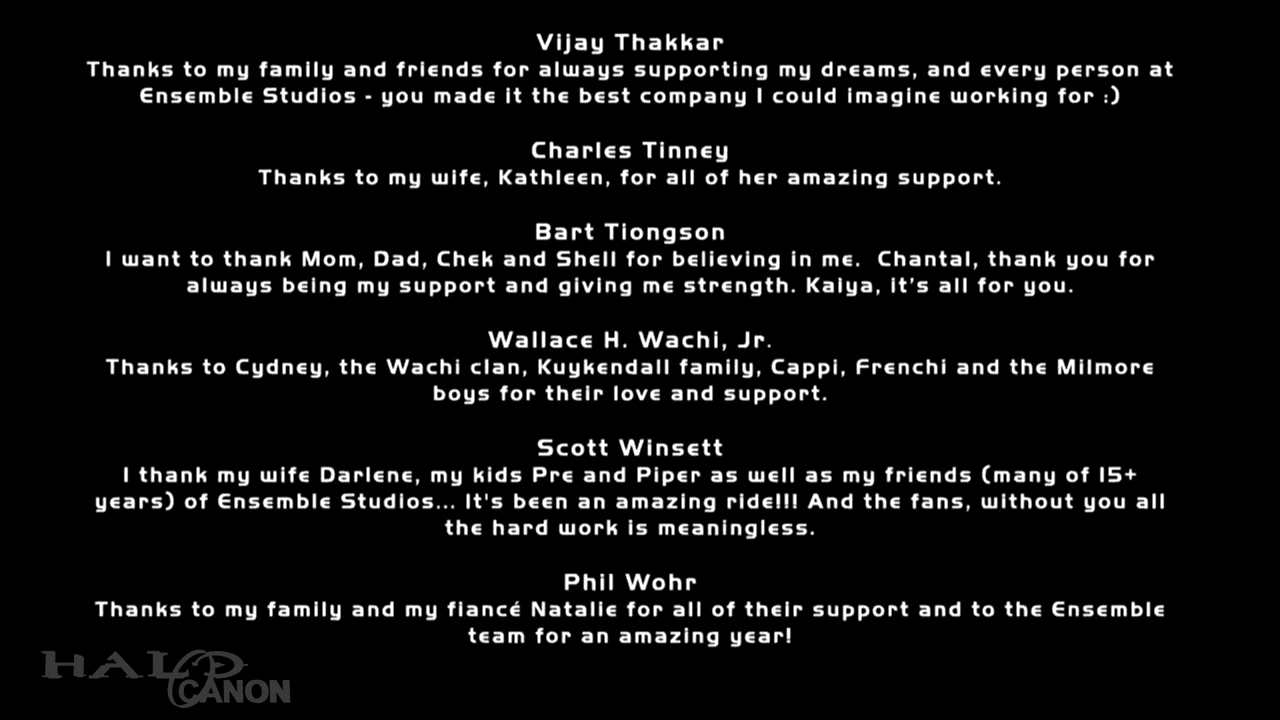 Vijay Thakkar
Thanks to my family and friends for always supporting my dreams, and every person at
Ensemble Studios - you made it the best company I could imagine working for :)
Charles Tinney
Thanks to my wife, Kathleen, for all of her amazing support.
Bart Tiongson
I want to thank Mom, Dad, Chek and Shell for believing in me.  Chantal, thank you for
always being my support and giving me strength. Kaiya, it's all for you.
Wallace H. Wachi, Jr.
Thanks to Cydney, the Wachi clan, Kuykendall family, Cappi, Frenchi and the Milmore
boys for their love and support.
Scott Winsett
I thank my wife Darlene, my kids Pre and Piper as well as my friends (many of 15+
years) of Ensemble Studios... It's been an amazing ride!!! And the fans, without you all
the hard work is meaningless.
Phil Wohr
Thanks to my family and my fiancé Natalie for all of their support and to the Ensemble
team for an amazing year!
HALO
CANON